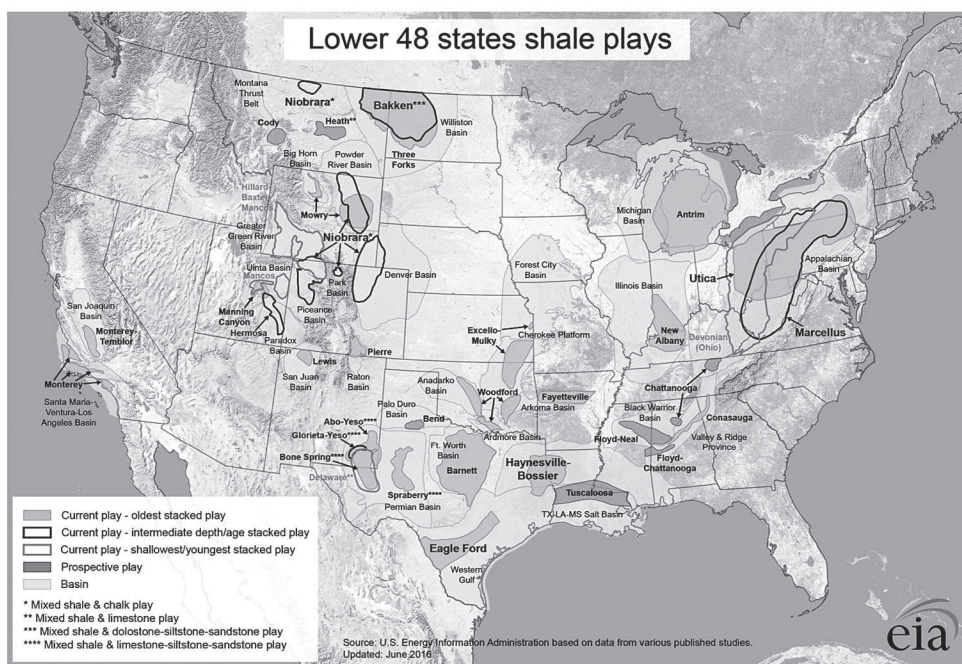 Lower 48 states shale plays
Montana
Thrust
Belt
Niobrara*
Bakken***
Cody
Heath**
Williston
Basin
Big Horn
Basin
Powder
River Basin
Three
Forks
Hillard-
Baxter-
Mancos
Mowry
Greater
Green River
Basin
Niobrara*
Michigan
Basin
Antrim
Uinta Basin
Mancos
Park
Basin
Denver Basin
Forest City
Basin
Illinois Basin
Utica
Appalachian
Basin
San Joaquin
Basin
Manning
Canyon
Hermosa
Piceance
Basin
Paradox
Basin
Monterey-
Temblor
Excello-
Mulky
Cherokee Platform
New
Albany
Devonian
(Ohio)
Marcellus
Lewis
Pierre
San Juan
Basin
Raton
Basin
Monterey
Santa Maria-
Ventura-Los
Angeles Basin
Anadarko
Basin
Woodford
Fayetteville
Arkoma Basin
Chattanooga
Black Warrior
Basin
Conasauga
Palo Duro
Basin
Abo-Yeso****
Bend
Glorieta-Yeso****
Ardmore Basin
Floyd-Neal
Valley & Ridge
Province
Bone Spring****
Ft. Worth
Basin
Barnett
Haynesville-
Bossier
Floyd-
Chattanooga
Delaware**
Spraberry****
Permian Basin
Tuscaloosa
TX-LA-MS Salt Basin
Eagle Ford
Western
Gulf
Current play - oldest stacked play
Current play - intermediate depth/age stacked play
Current play - shallowest/youngest stacked play
Prospective play
Basin
* Mixed shale & chalk play
** Mixed shale & limestone play
*** Mixed shale & dolostone-siltstone-sandstone play
**** Mixed shale & limestone-siltstone-sandstone play
Source: U.S. Energy Information Administration based on data from various published studies.
Updated: June 2016
eia